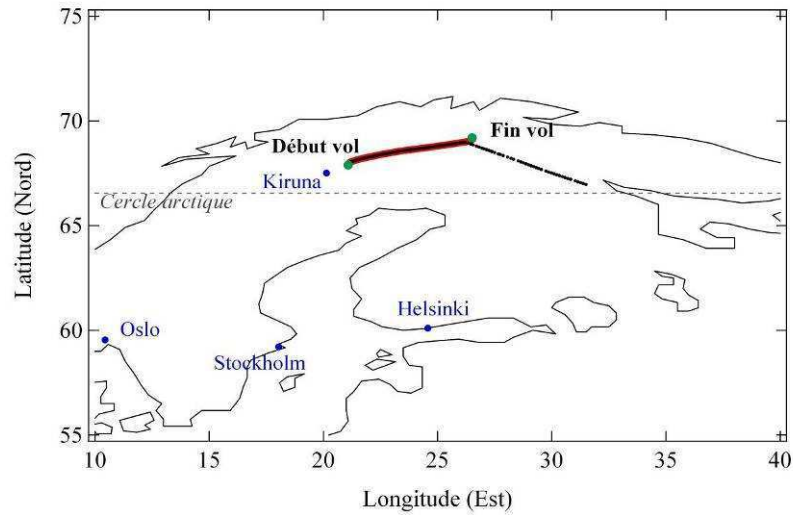 75
70
65
60
55
Latitude (Nord)
Fin vol
Début vol
Kiruna
Cercle arctique
Helsinki
Oslo
Stockholm
10 15 20 25 30 35 40
Longitude (Est)